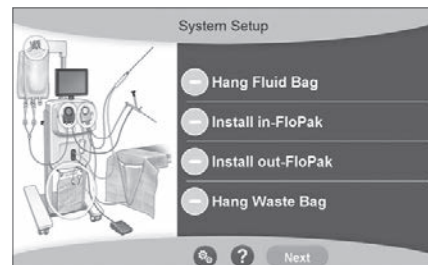 System Setup
Hang Fluid Bag
Install in-FloPak
Install out-FloPak
Hang Waste Bag
?
Next